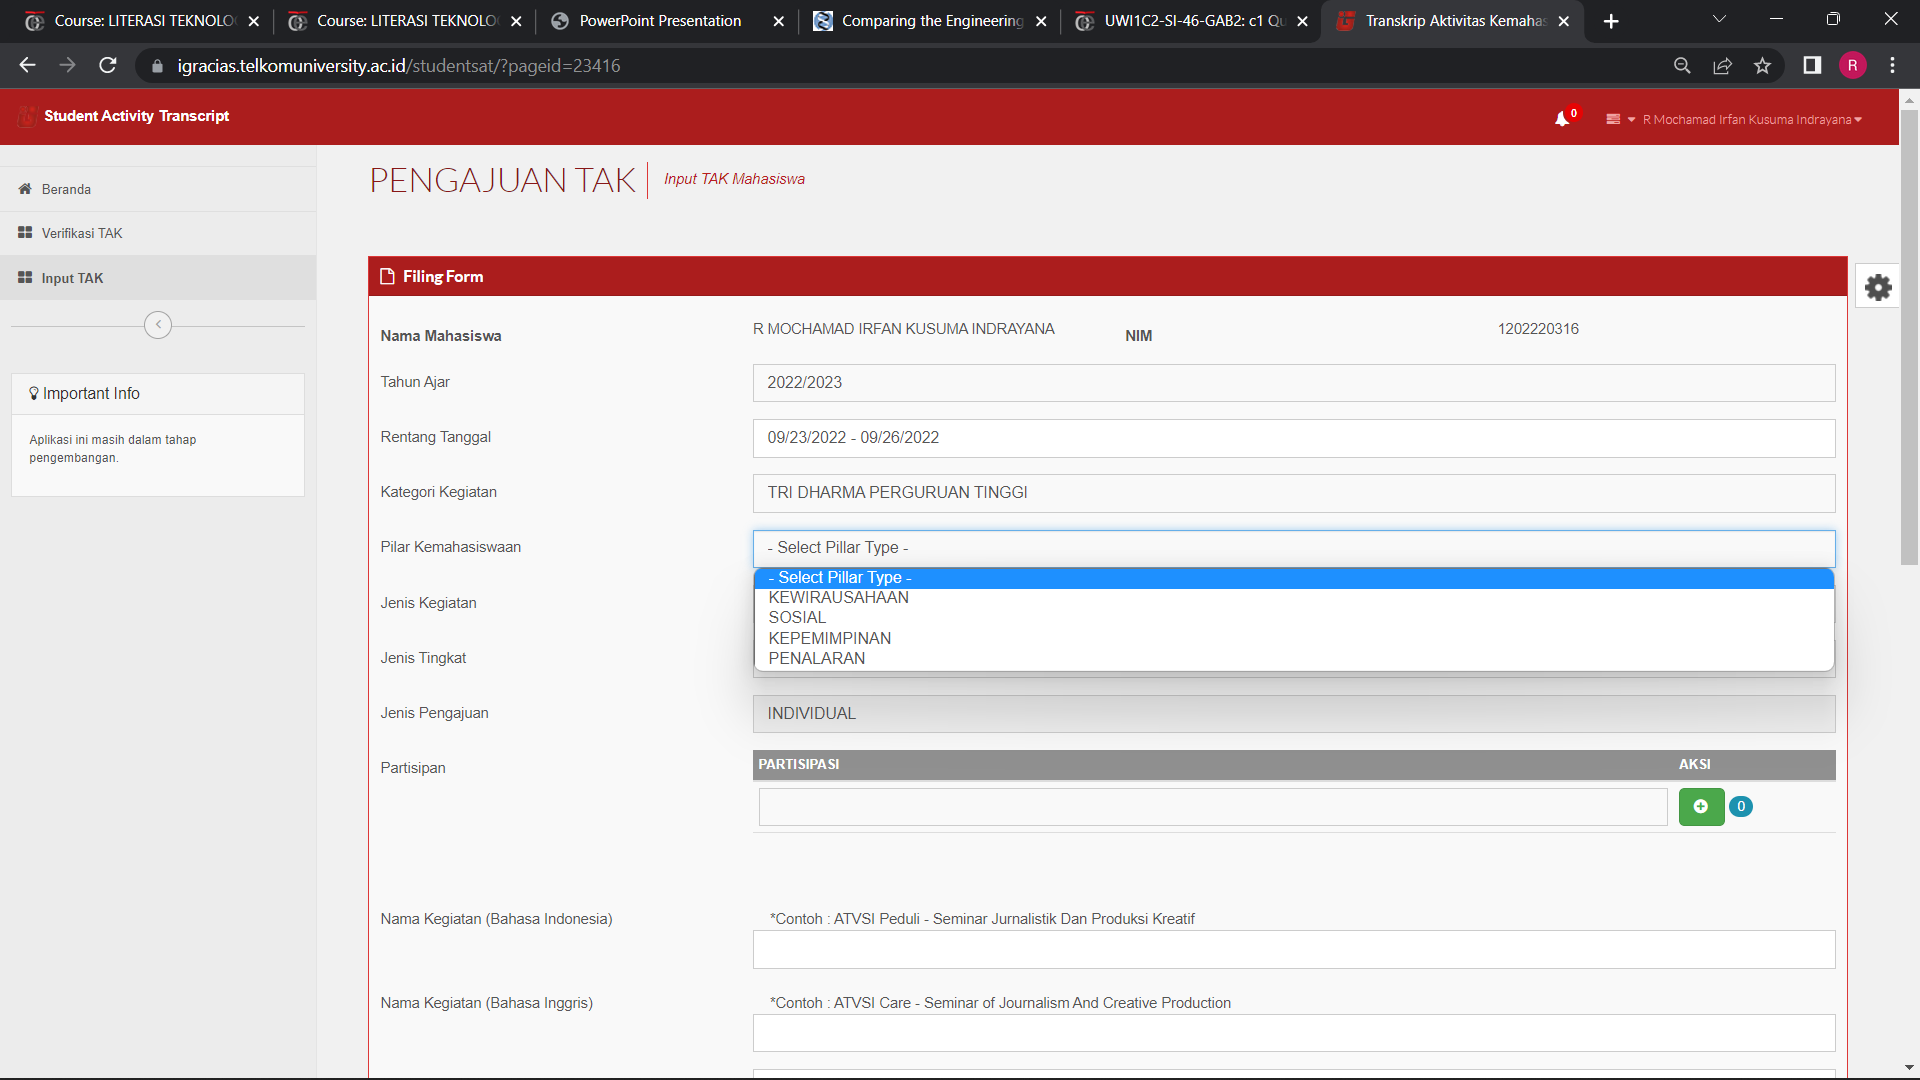 Course: LITERASI TEKNOLO
Course: LITERASI TEKNOLO
PowerPoint Presentation
Comparing the Engineering
UWI1C2-SI-46-GAB2: c1 Qu
Transkrip Aktivitas Kemahas
igracias.telkomuniversity.ac.id/studentsat/?pageid=23416
R
Student Activity Transcript
0
R Mochamad Irfan Kusuma Indrayana
Beranda
Verifikasi TAK
Input TAK
Important Info
Aplikasi ini masih dalam tahap
pengembangan.
PENGAJUAN TAK
Input TAK Mahasiswa
Filing Form
Nama Mahasiswa
R MOCHAMAD IRFAN KUSUMA INDRAYANA
NIM
1202220316
Tahun Ajar
2022/2023
Rentang Tanggal
09/23/2022 - 09/26/2022
Kategori Kegiatan
TRI DHARMA PERGURUAN TINGGI
Pilar Kemahasiswaan
- Select Pillar Type -
- Select Pillar Type -
KEWIRAUSAHAAN
SOSIAL
KEPEMIMPINAN
PENALARAN
Jenis Kegiatan
Jenis Tingkat
Jenis Pengajuan
INDIVIDUAL
Partisipan
PARTISIPASI
AKSI
0
Nama Kegiatan (Bahasa Indonesia)
*Contoh : ATVSI Peduli - Seminar Jurnalistik Dan Produksi Kreatif
Nama Kegiatan (Bahasa Inggris)
*Contoh : ATVSI Care - Seminar of Journalism And Creative Production